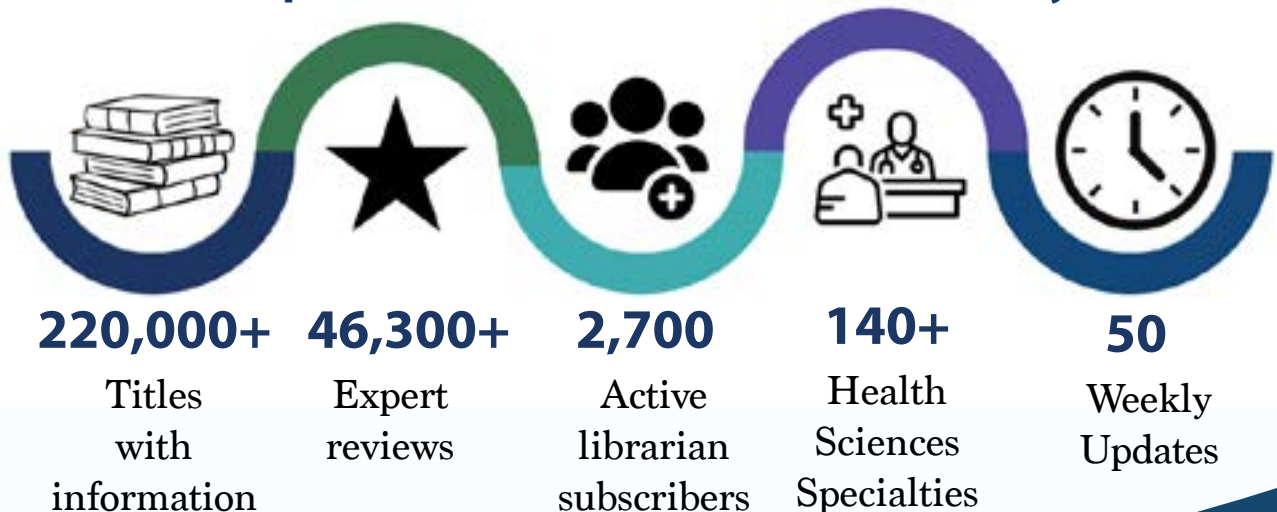 220,000+
Titles
with
information
46,300+
Expert
reviews
2,700
Active
librarian
subscribers
140+
Health
Sciences
Specialties
50
Weekly
Updates